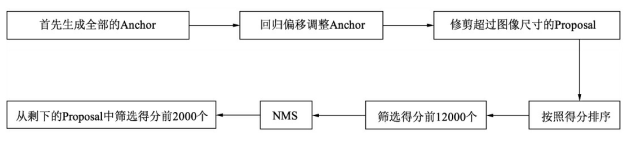 首先生成全部的Anchor
回归偏移调整Anchor
修剪超过图像尺寸的Proposal
按照得分排序
筛选得分前12000个
NMS
从剩下的Proposal中筛选得分前2000个